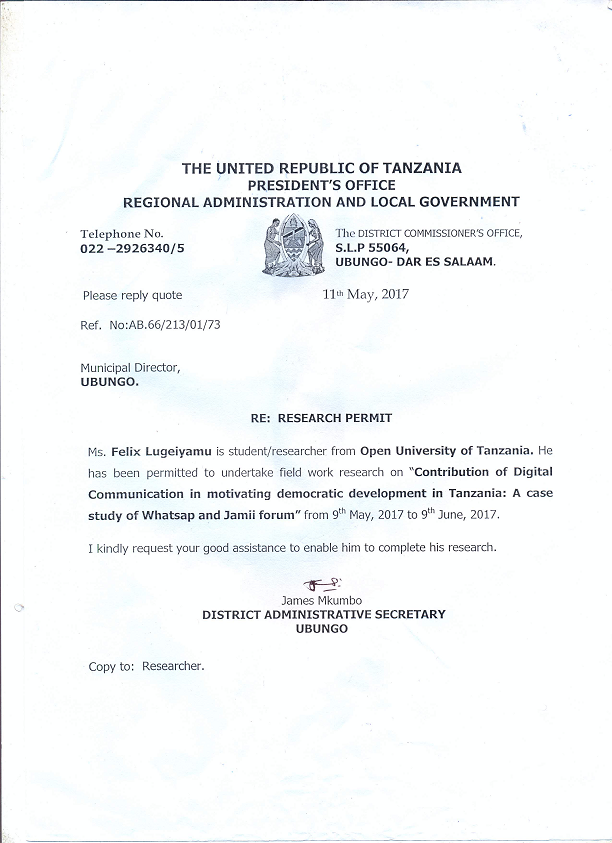 THE UNITED REPUBLIC OF TANZANIA
PRESIDENT'S OFFICE
REGIONAL ADMINISTRATION AND LOCAL GOVERNMENT
Telephone No.
022 –2926340/5
The DISTRICT COMMISSIONER'S OFFICE,
S.L.P 55064,
UBUNGO- DAR ES SALAAM.
Please reply quote
11th May, 2017
Ref. No:AB.66/213/01/73
Municipal Director,
UBUNGO.
RE: RESEARCH PERMIT
Ms. Felix Lugeiyamu is student/researcher from Open University of Tanzania. He
has been permitted to undertake field work research on "Contribution of Digital
Communication in motivating democratic development in Tanzania: A case
study of Whatsap and Jamii forum" from 9th May, 2017 to 9th June, 2017.
I kindly request your good assistance to enable him to complete his research.
James Mkumbo
DISTRICT ADMINISTRATIVE SECRETARY
UBUNGO
Copy to: Researcher.